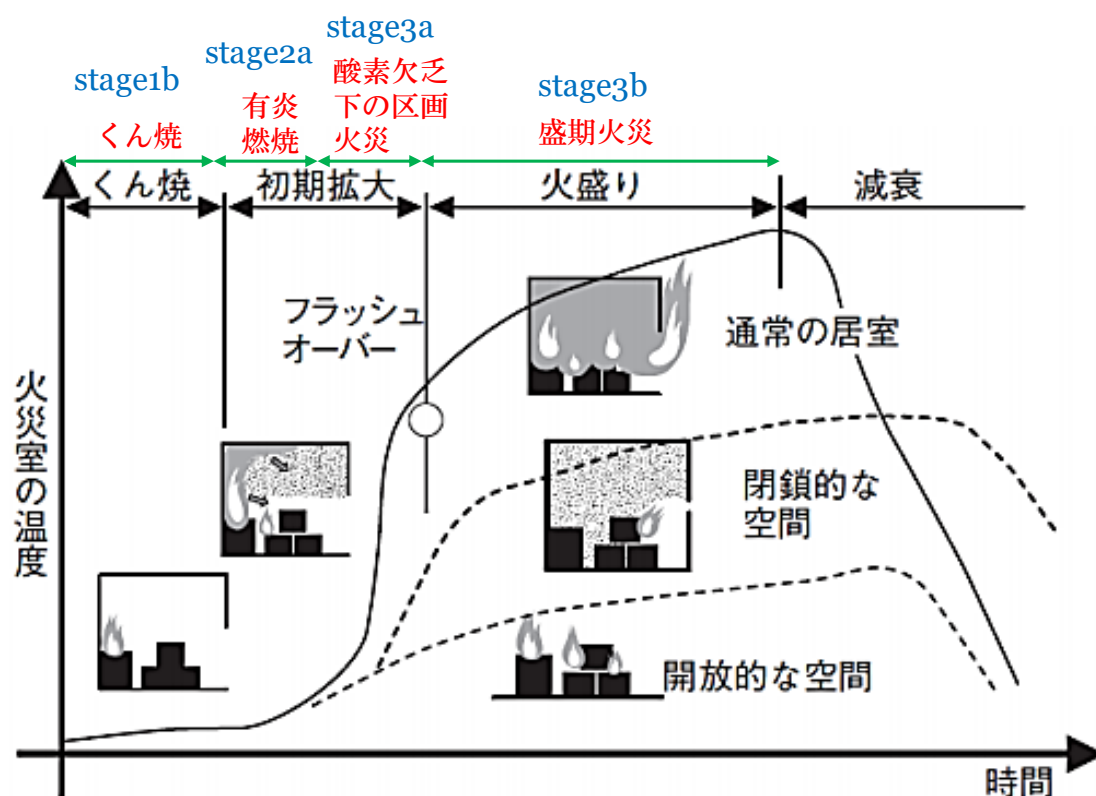 stage1b
stage2a
stage3a
stage3b
くん焼
有炎
燃焼
酸素欠乏
下の区画
火災
盛期火災
くん焼
初期拡大
火盛り
減衰
フラッシュ
オーバー
通常の居室
閉鎖的な
空間
開放的な空間
火災室の温度
時間